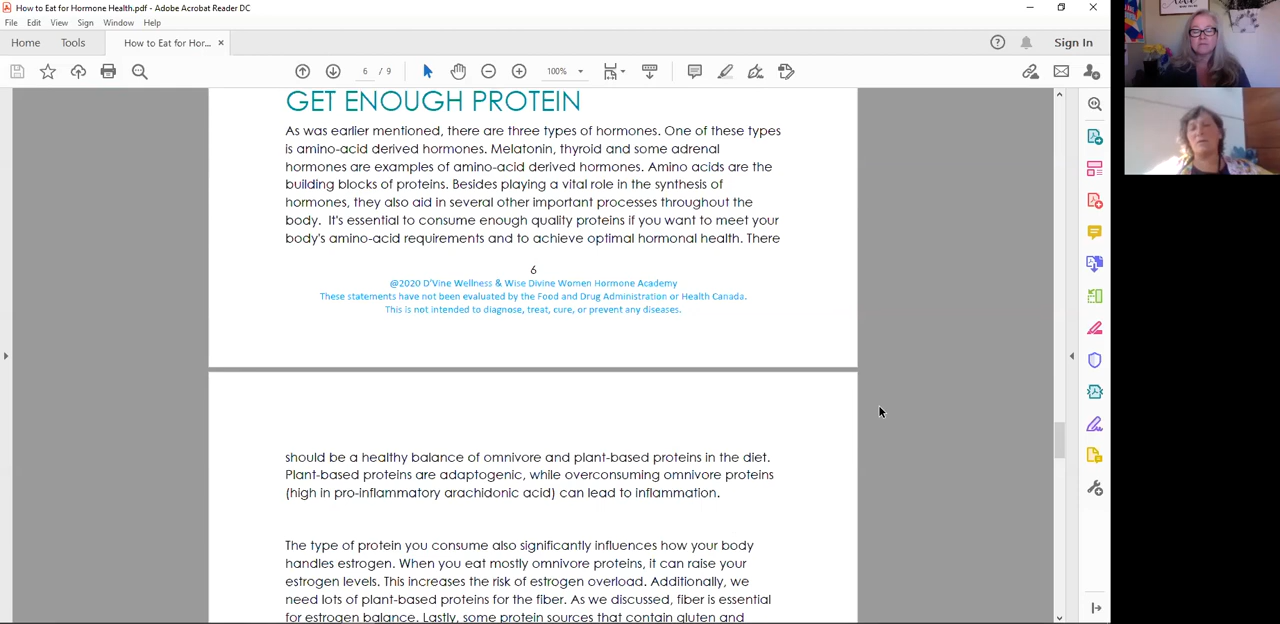 How to Eat for Hormone Health.pdf - Adobe Acrobat Reader DC
File Edit View Sign Window Help
Home Tools How to Eat for Hor... × Sign In
6 / 9 100%
GET ENOUGH PROTEIN
As was earlier mentioned, there are three types of hormones. One of these types
is amino-acid derived hormones. Melatonin, thyroid and some adrenal
hormones are examples of amino-acid derived hormones. Amino acids are the
building blocks of proteins. Besides playing a vital role in the synthesis of
hormones, they also aid in several other important processes throughout the
body. It's essential to consume enough quality proteins if you want to meet your
body's amino-acid requirements and to achieve optimal hormonal health. There
6
@2020 D'Vine Wellness & Wise Divine Women Hormone Academy
These statements have not been evaluated by the Food and Drug Administration or Health Canada.
This is not intended to diagnose, treat, cure, or prevent any diseases.
should be a healthy balance of omnivore and plant-based proteins in the diet.
Plant-based proteins are adaptogenic, while overconsuming omnivore proteins
(high in pro-inflammatory arachidonic acid) can lead to inflammation.
The type of protein you consume also significantly influences how your body
handles estrogen. When you eat mostly omnivore proteins, it can raise your
estrogen levels. This increases the risk of estrogen overload. Additionally, we
need lots of plant-based proteins for the fiber. As we discussed, fiber is essential
for estrogen balance. Lastly, some protein sources that contain gluten and